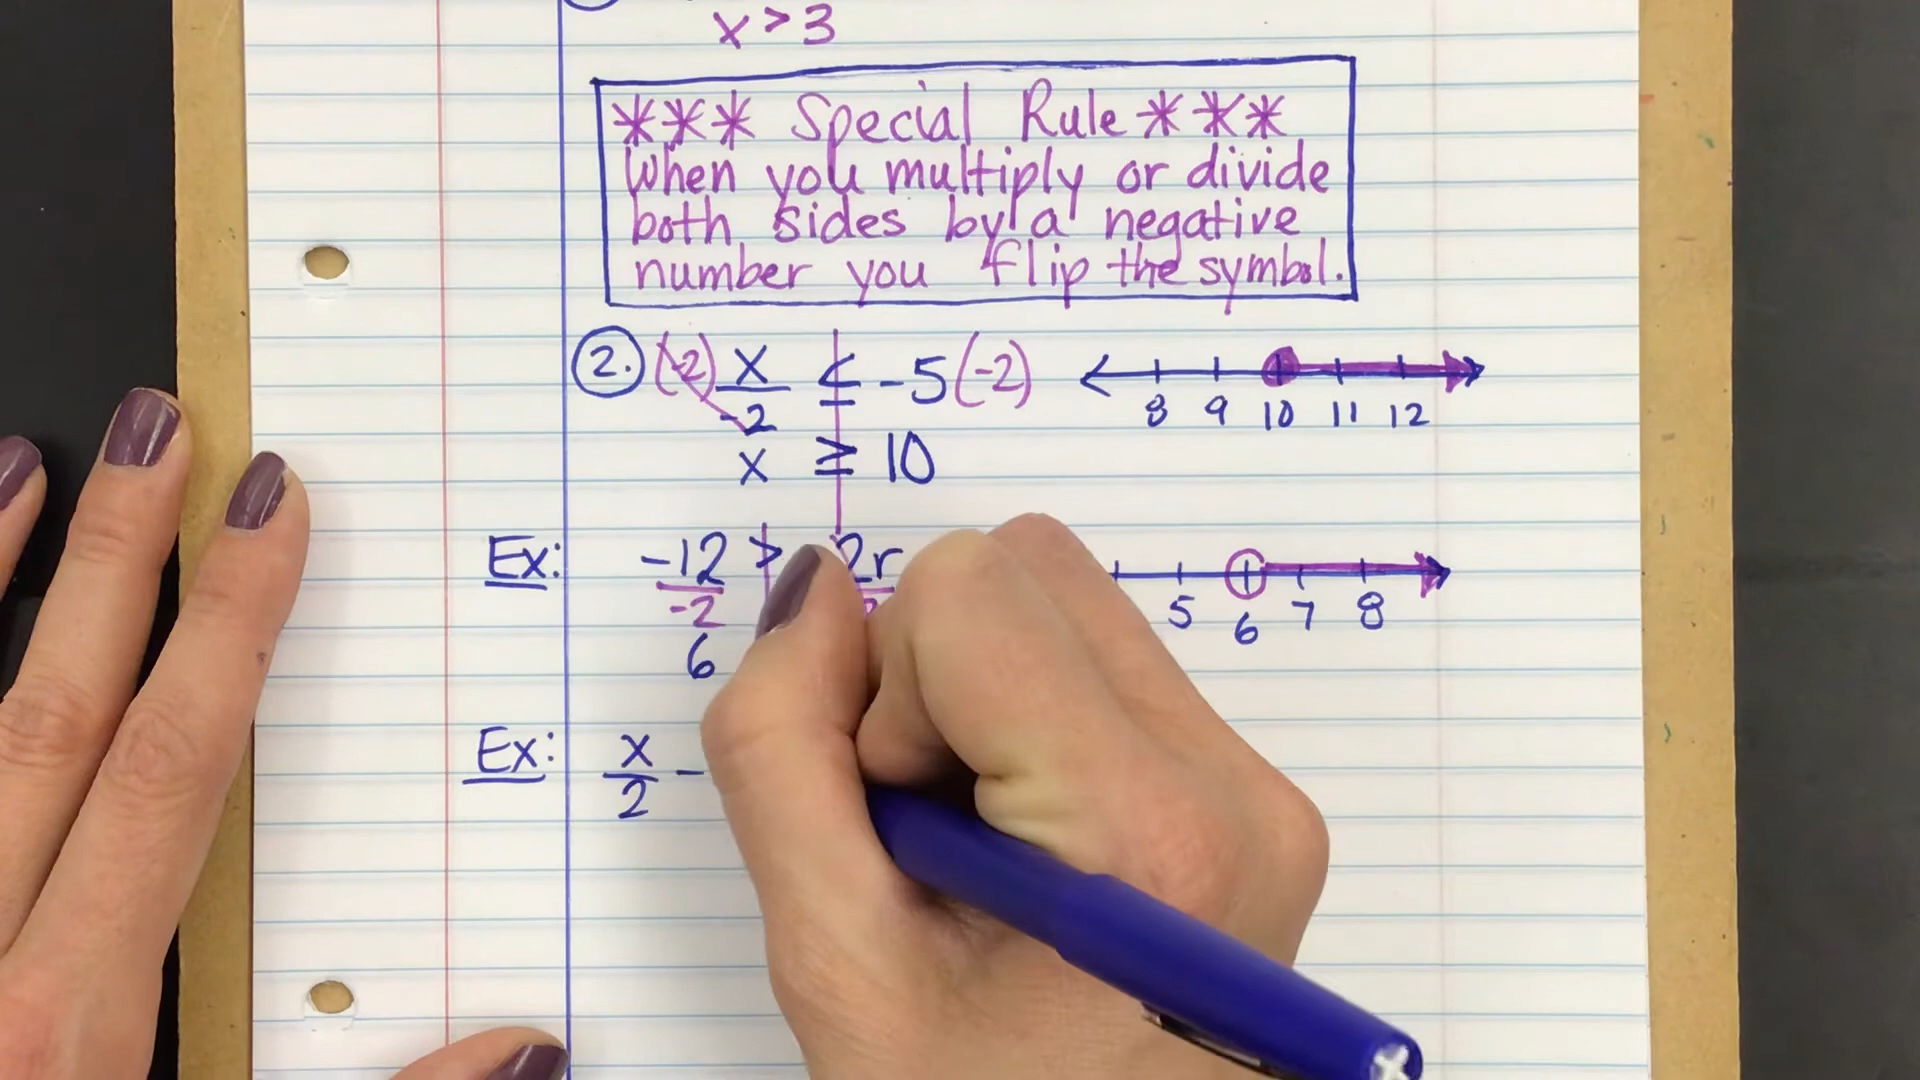 x > 3
*** Special Rule ***
When you multiply or divide
both sides by a negative
number you flip the symbol.
2. (-2) x/-2 ≤ -5 (-2)
x ≥ 10
8 9 10 11 12
Ex: -12 > 2r
-2
6
5 6 7 8
Ex: x/2 -